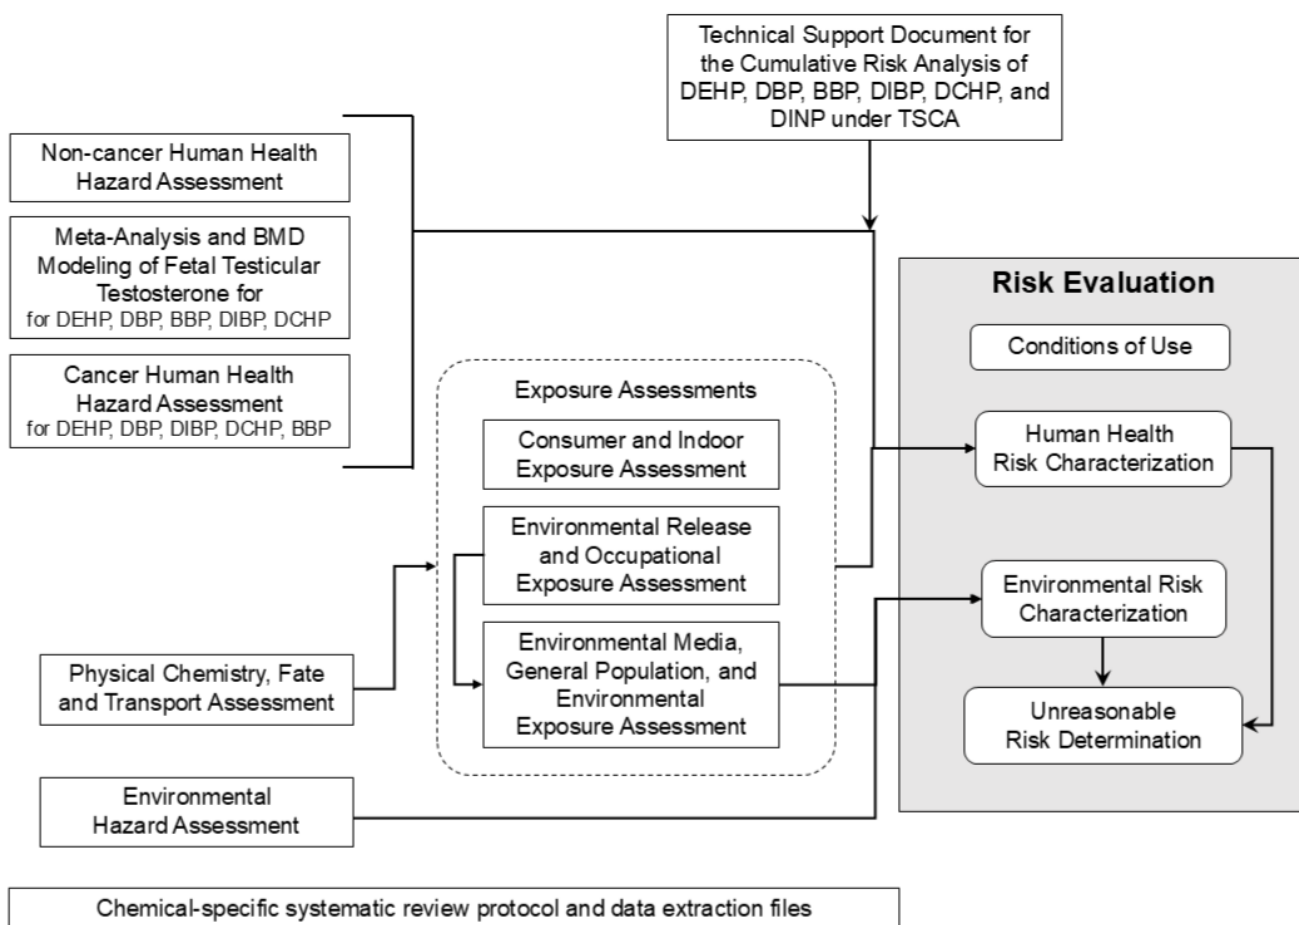 Technical Support Document for
the Cumulative Risk Analysis of
DEHP, DBP, BBP, DIBP, DCHP, and
DINP under TSCA
Non-cancer Human Health
Hazard Assessment
Meta-Analysis and BMD
Modeling of Fetal Testicular
Testosterone for
for DEHP, DBP, BBP, DIBP, DCHP
Cancer Human Health
Hazard Assessment
for DEHP, DBP, DIBP, DCHP, BBP
Physical Chemistry, Fate
and Transport Assessment
Environmental
Hazard Assessment
Exposure Assessments
Consumer and Indoor
Exposure Assessment
Environmental Release
and Occupational
Exposure Assessment
Environmental Media,
General Population, and
Environmental
Exposure Assessment
Risk Evaluation
Conditions of Use
Human Health
Risk Characterization
Environmental Risk
Characterization
Unreasonable
Risk Determination
Chemical-specific systematic review protocol and data extraction files